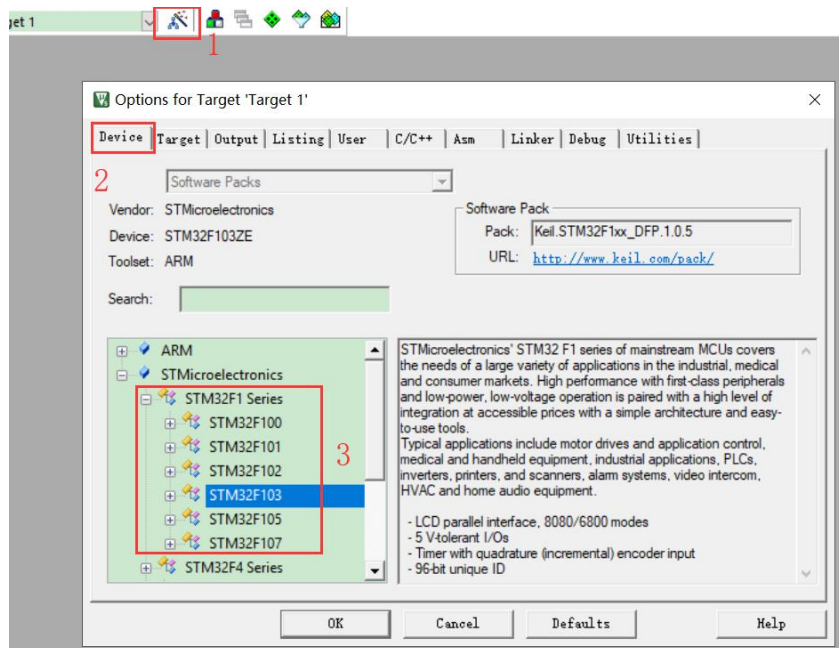 get 1
1
Options for Target 'Target 1'
Device Target Output Listing User C/C++ Asm Linker Debug Utilities
2
Software Packs
Vendor: STMicroelectronics
Device: STM32F103ZE
Toolset: ARM
Search:
Software Pack
Pack: Keil.STM32F1xx_DFP.1.0.5
URL: http://www.keil.com/pack/
ARM
STMicroelectronics
STM32F1 Series
STM32F100
STM32F101
STM32F102
STM32F103
STM32F105
STM32F107
STM32F4 Series
3
STMicroelectronics' STM32 F1 series of mainstream MCUs covers
the needs of a large variety of applications in the industrial, medical
and consumer markets. High performance with first-class peripherals
and low-power, low-voltage operation is paired with a high level of
integration at accessible prices with a simple architecture and easy-
to-use tools.
Typical applications include motor drives and application control,
medical and handheld equipment, industrial applications, PLCs,
inverters, printers, and scanners, alarm systems, video intercom,
HVAC and home audio equipment.
- LCD parallel interface, 8080/6800 modes
- 5 V-tolerant I/Os
- Timer with quadrature (incremental) encoder input
- 96-bit unique ID
OK Cancel Defaults Help